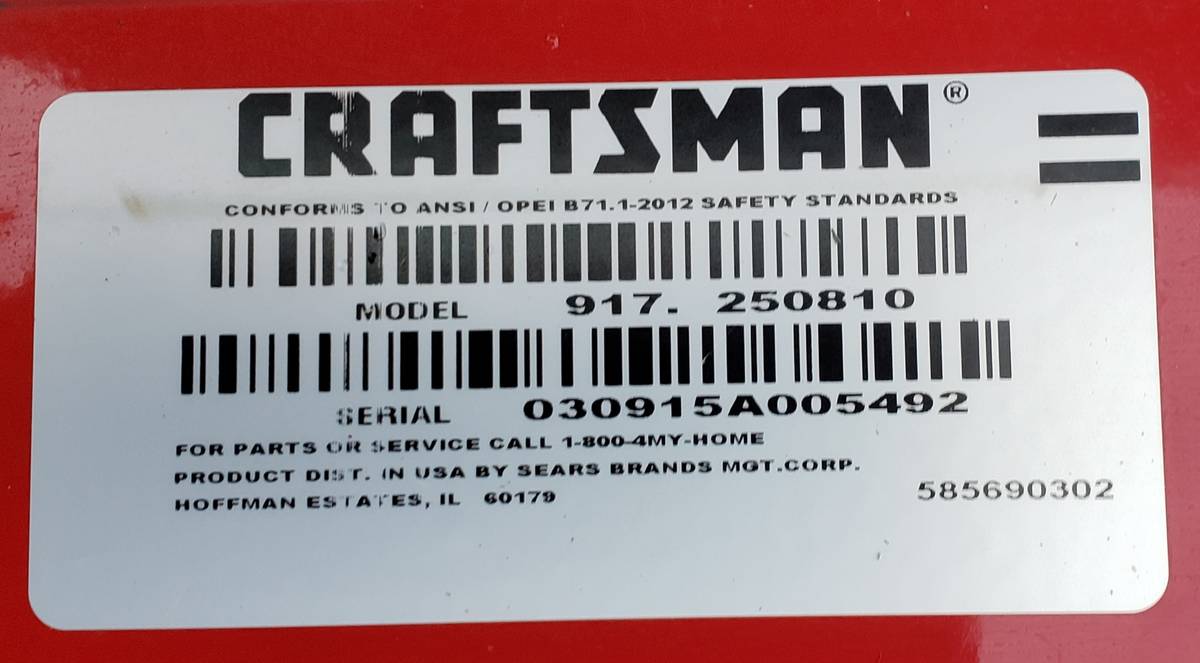 CRAFTSMAN®
CONFORMS TO ANSI / OPEI B71.1-2012 SAFETY STANDARDS
MODEL 917. 250810
SERIAL 030915A005492
FOR PARTS OR SERVICE CALL 1-800-4MY-HOME
PRODUCT DIST. IN USA BY SEARS BRANDS MGT.CORP.
HOFFMAN ESTATES, IL 60179
585690302